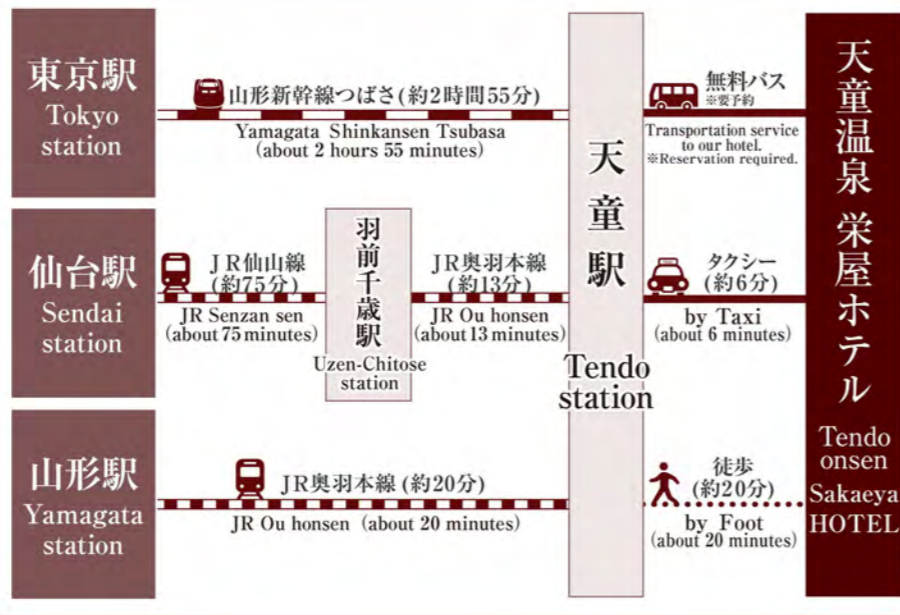 東京駅
Tokyo
station
山形新幹線つばさ(約2時間55分)
Yamagata Shinkansen Tsubasa
(about 2 hours 55 minutes)
仙台駅
Sendai
station
JR仙山線
(約75分)
JR Senzan sen
(about 75 minutes)
羽前千歳駅
Uzen-Chitose
station
JR奥羽本線
(約13分)
JR Ou honsen
(about 13 minutes)
山形駅
Yamagata
station
JR奥羽本線(約20分)
JR Ou honsen (about 20 minutes)
天童駅
Tendo
station
無料バス
※要予約
Transportation service
to our hotel.
※Reservation required.
タクシー
(約6分)
by Taxi
(about 6 minutes)
徒歩
(約20分)
by Foot
(about 20 minutes)
天童温泉 栄屋ホテル
Tendo
onsen
Sakaeya
HOTEL